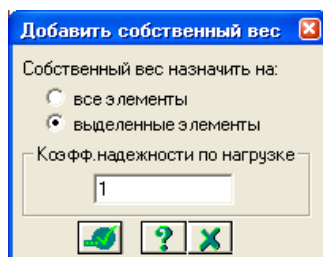 Добавить собственный вес
Собственный вес назначить на:
все элементы
выделенные элементы
Коэфф.надежности по нагрузке
1
?